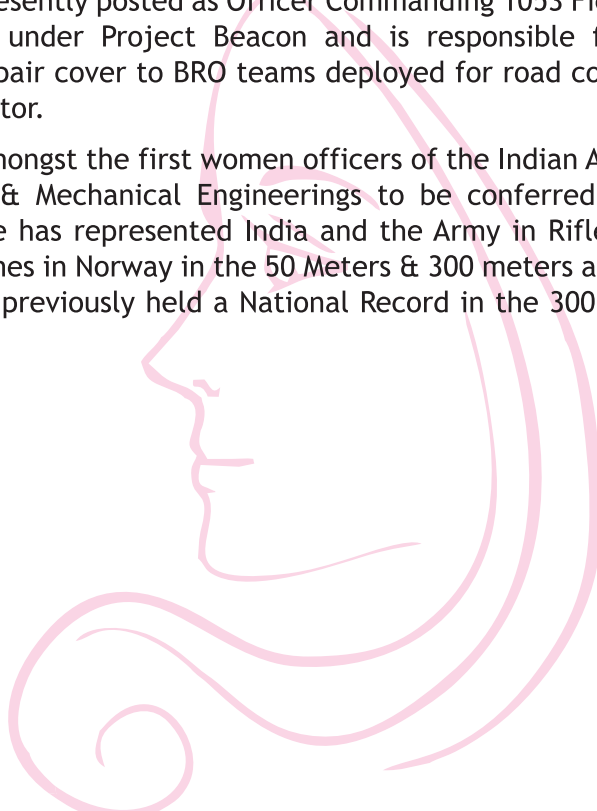 esently posted as Officer Commanding 1053 Fie
under Project Beacon and is responsible f
pair cover to BRO teams deployed for road co
tor.
mongst the first women officers of the Indian A
& Mechanical Engineerings to be conferred
e has represented India and the Army in Rifle
mes in Norway in the 50 Meters & 300 meters a
previously held a National Record in the 300